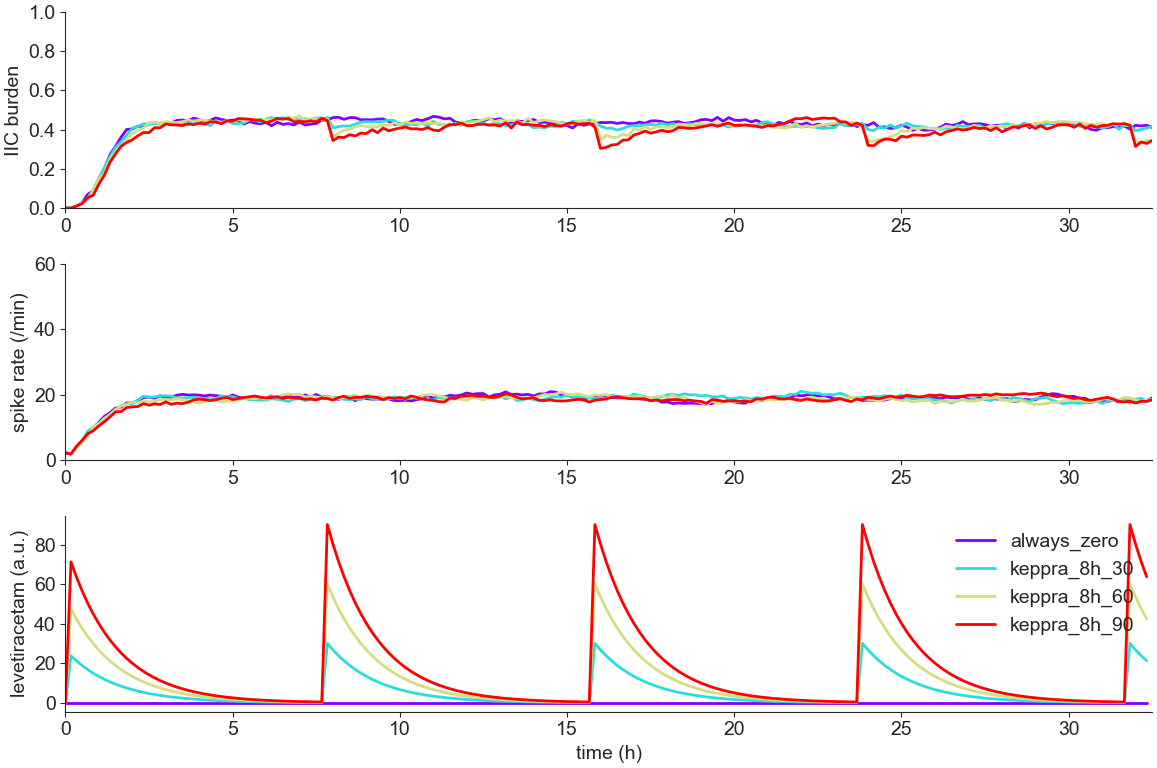 1.0
0.8
0.6
0.4
0.2
0.0
IIC burden
0 5 10 15 20 25 30
60
40
20
0
spike rate (/min)
0 5 10 15 20 25 30
80
60
40
20
0
levetiracetam (a.u.)
always_zero
keppra_8h_30
keppra_8h_60
keppra_8h_90
0 5 10 15 20 25 30
time (h)